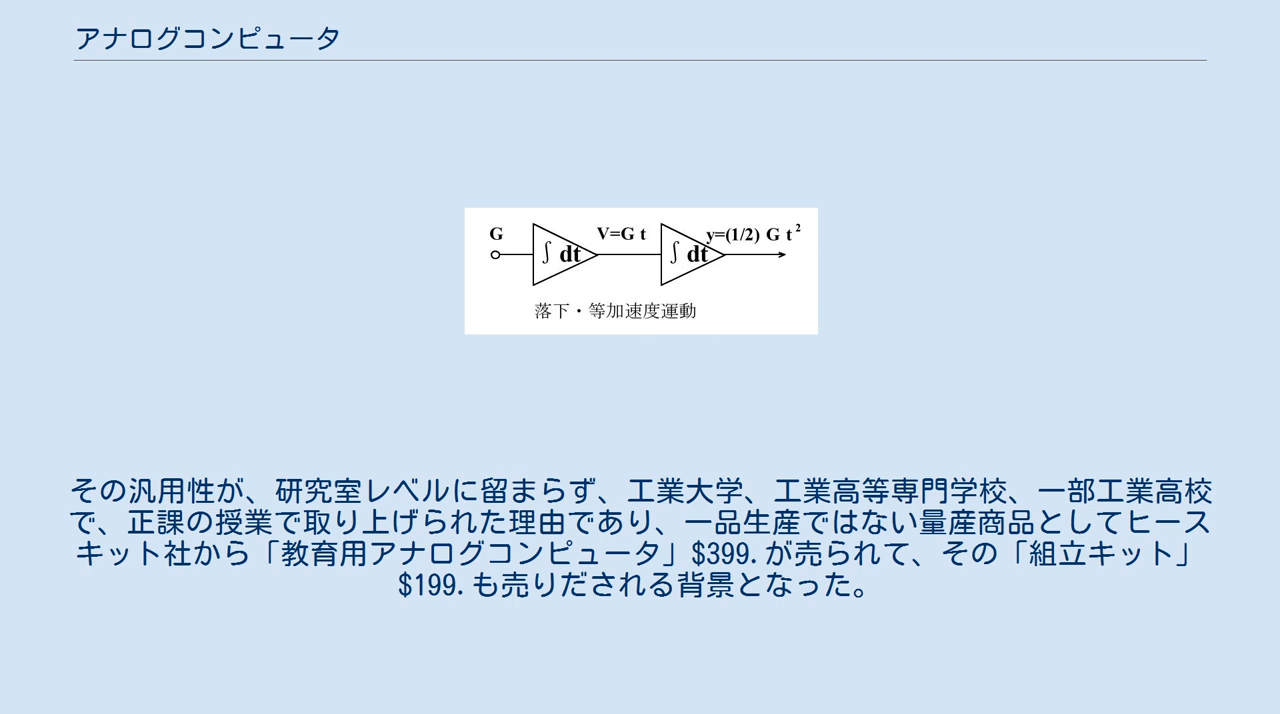 アナログコンピュータ
G V=G t y=(1/2) G t²
∫ dt ∫ dt
落下・等加速度運動
その汎用性が、研究室レベルに留まらず、工業大学、工業高等専門学校、一部工業高校
で、正課の授業で取り上げられた理由であり、一品生産ではない量産商品としてヒース
キット社から「教育用アナログコンピュータ」$399.が売られて、その「組立キット」
$199.も売りだされる背景となった。